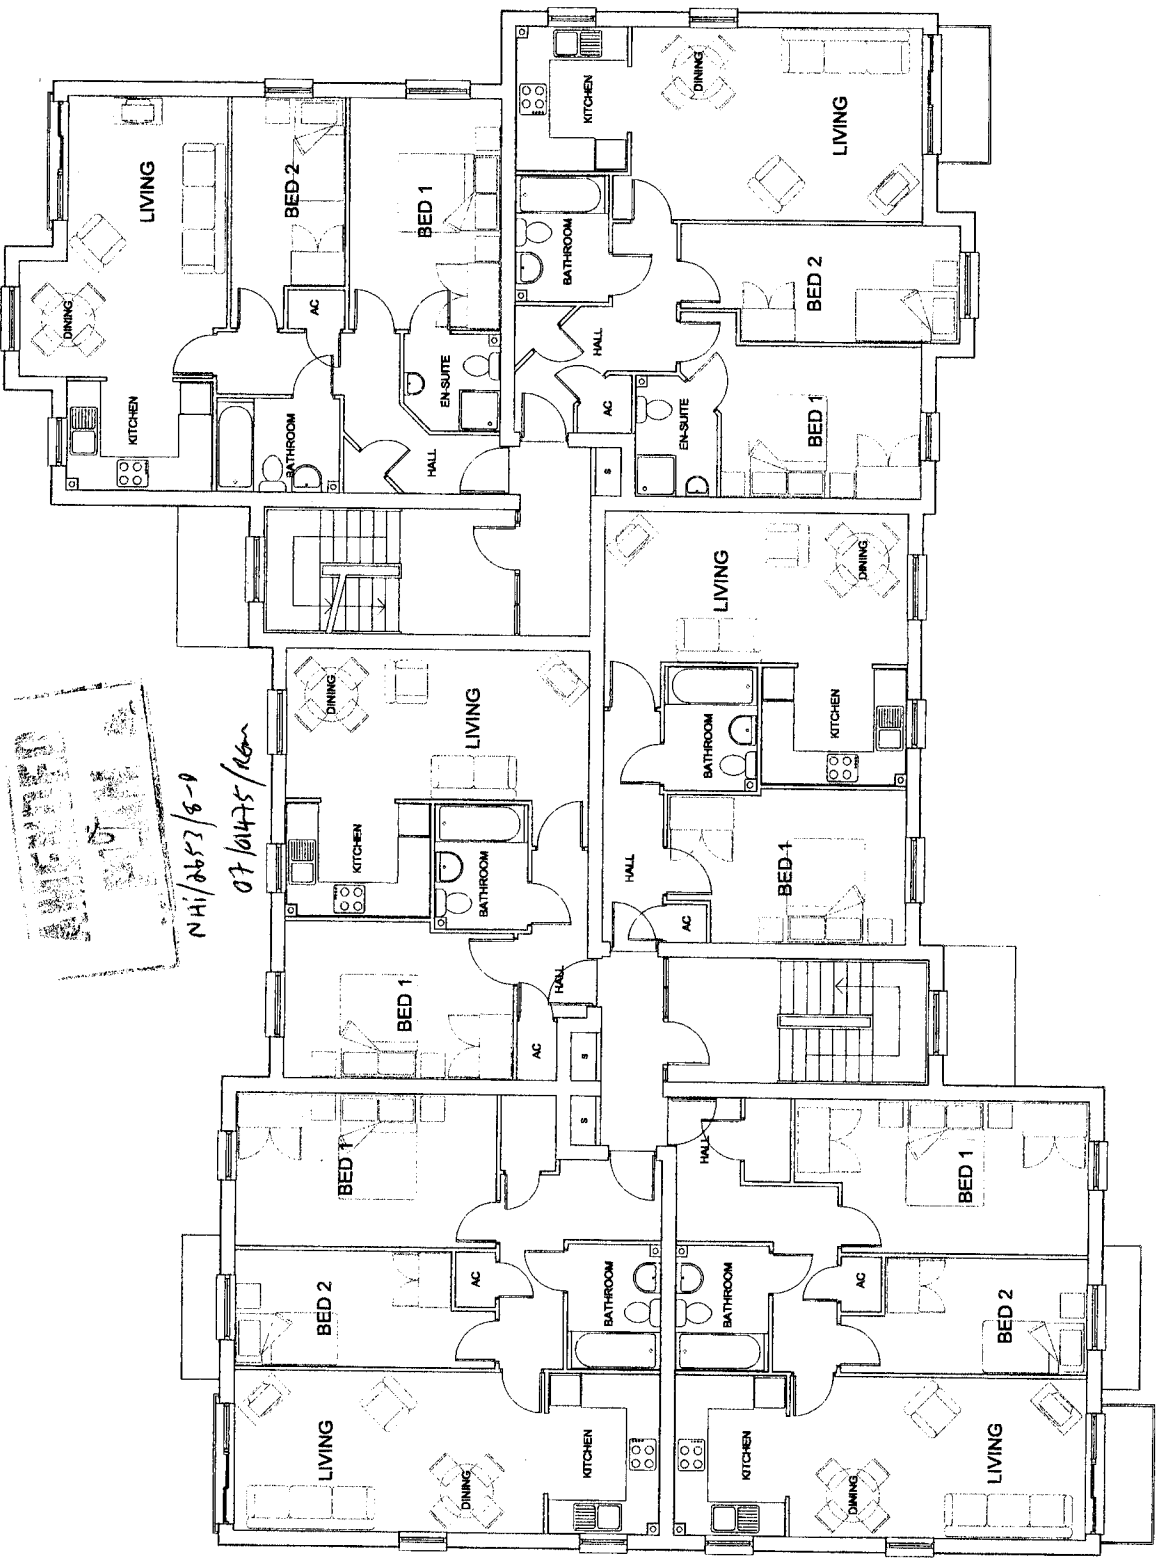 LIVING
DINING
KITCHEN
BED 2
BED 1
AC
BATHROOM
EN-SUITE
HALL
KITCHEN
DINING
LIVING
BATHROOM
HALL
BED 2
AC
EN-SUITE
BED 1
S
LIVING
DINING
BATHROOM
KITCHEN
HALL
BED 1
AC
DINING
LIVING
KITCHEN
BATHROOM
BED 1
HALL
AC
S
S
BED 1
BED 2
AC
BATHROOM
LIVING
DINING
KITCHEN
HALL
BED 1
BATHROOM
AC
BED 2
KITCHEN
DINING
LIVING
AMENDED
NHI/2653/8-D
07/01475/REM